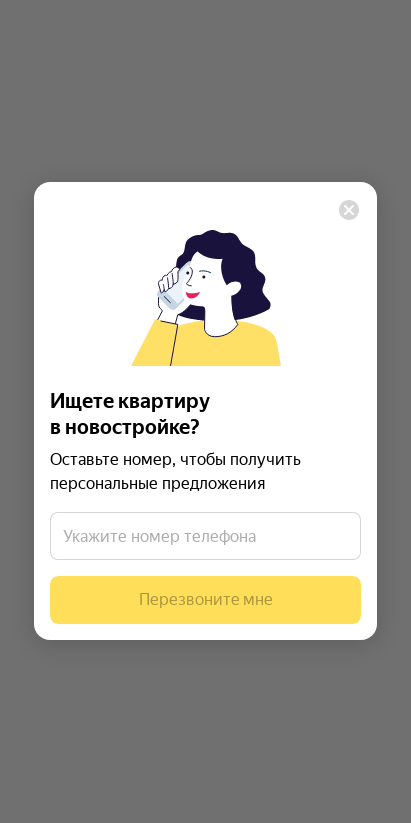 Ищете квартиру
в новостройке?
Оставьте номер, чтобы получить
персональные предложения
Укажите номер телефона
Перезвоните мне